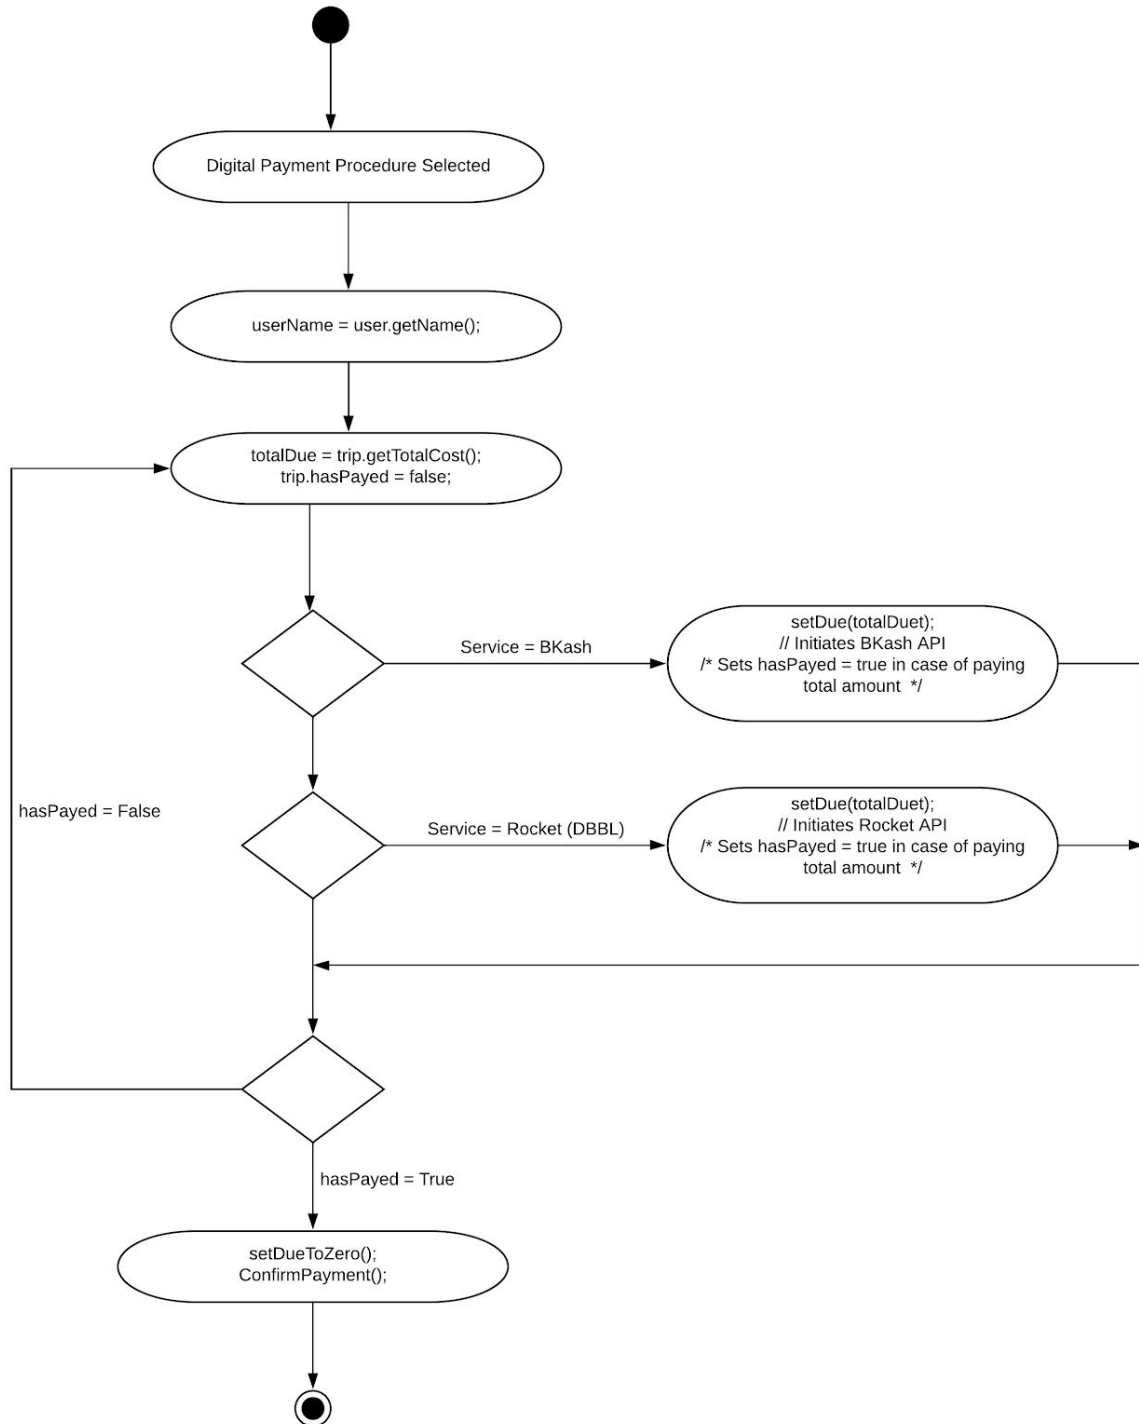 Digital Payment Procedure Selected
userName = user.getName();
totalDue = trip.getTotalCost();
trip.hasPayed = false;
Service = BKash
setDue(totalDuet);
// Initiates BKash API
/* Sets hasPayed = true in case of paying
total amount  */
hasPayed = False
Service = Rocket (DBBL)
setDue(totalDuet);
// Initiates Rocket API
/* Sets hasPayed = true in case of paying
total amount  */
hasPayed = True
setDueToZero();
ConfirmPayment();